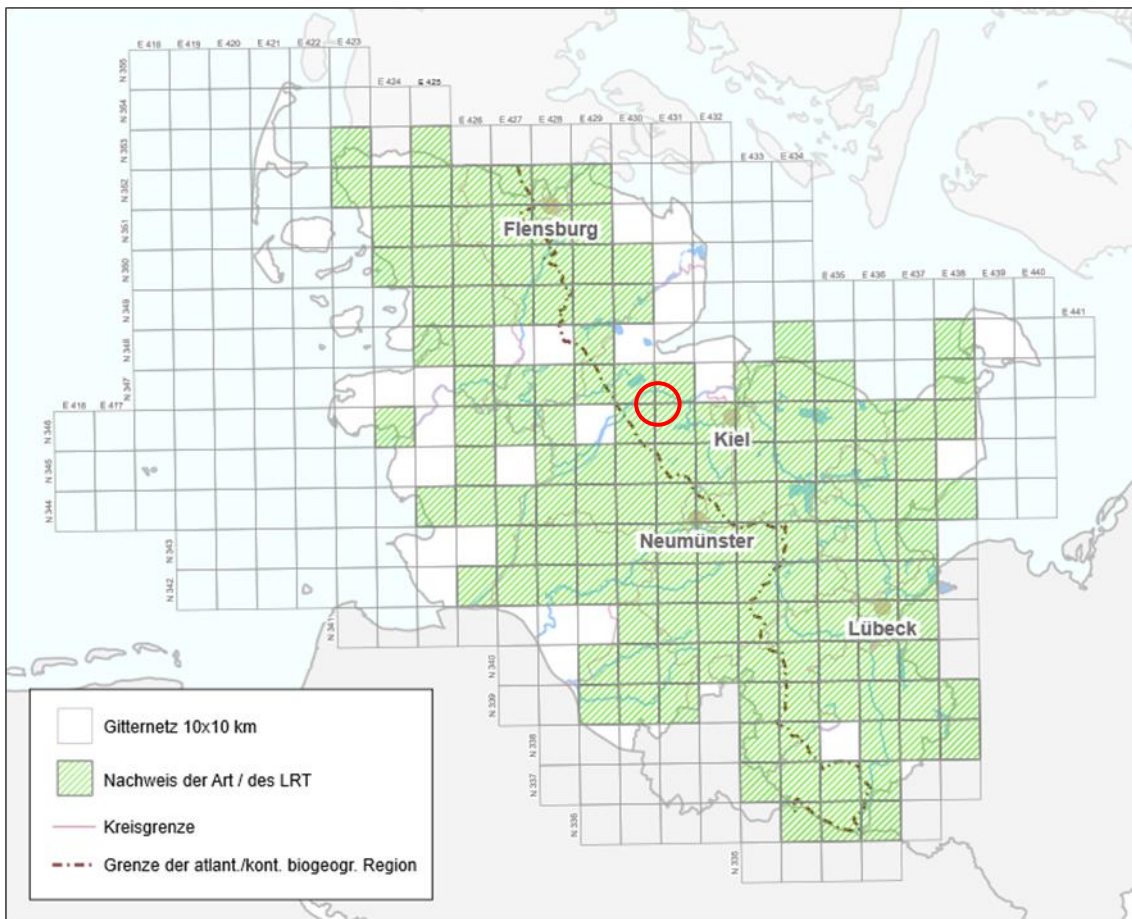 E 418 E 419 E 420 E 421 E 422 E 423
N 355
E 424 E 425
N 354
E 426 E 427 E 428 E 429 E 430 E 431 E 432
N 353
E 433 E 434
N 352
Flensburg
N 351
N 350
E 435 E 436 E 437 E 438 E 439 E 440
N 349
E 441
N 348
N 347
E 416 E 417
N 346
Kiel
N 345
N 344
Neumünster
N 343
N 342
N 341
Lübeck
N 340
N 339
N 338
N 337
N 336
N 335
Gitternetz 10x10 km
Nachweis der Art / des LRT
Kreisgrenze
Grenze der atlant./kont. biogeogr. Region